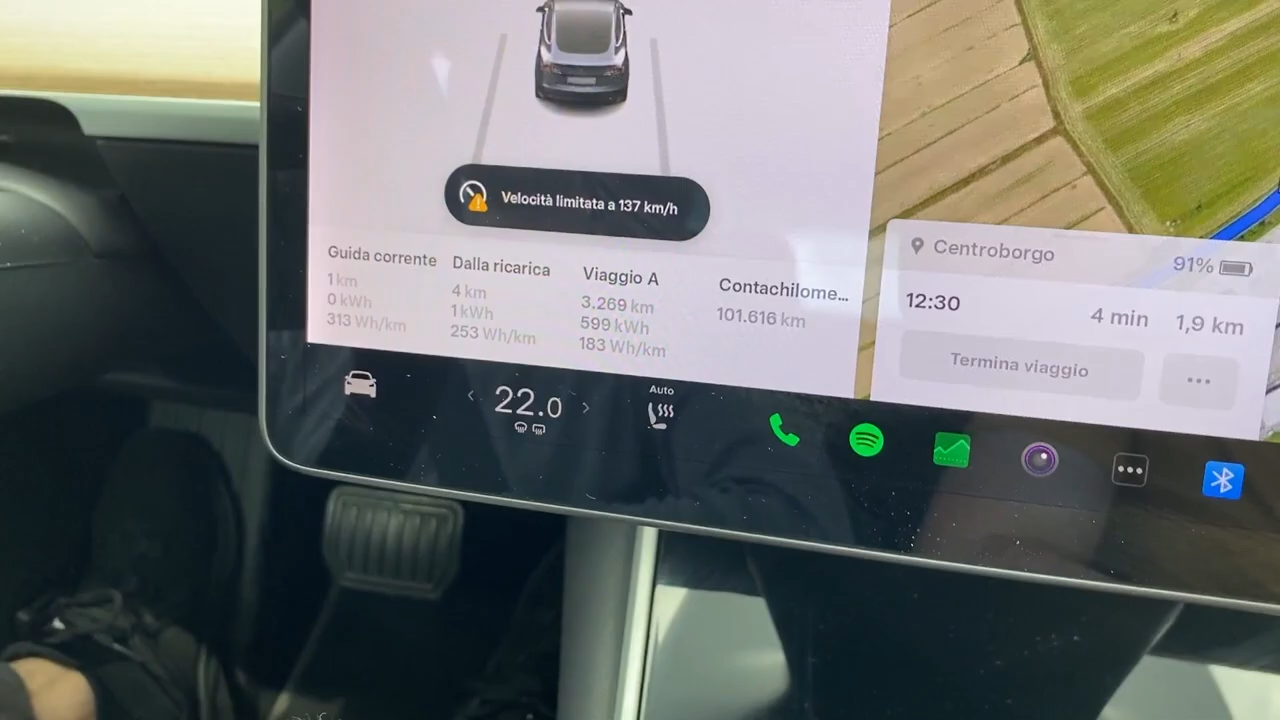 Velocità limitata a 137 km/h
Guida corrente
1 km
0 kWh
313 Wh/km
Dalla ricarica
4 km
1 kWh
253 Wh/km
Viaggio A
3.269 km
599 kWh
183 Wh/km
Contachilome...
101.616 km
Centroborgo
91%
12:30
4 min
1,9 km
Termina viaggio
22.0
Auto